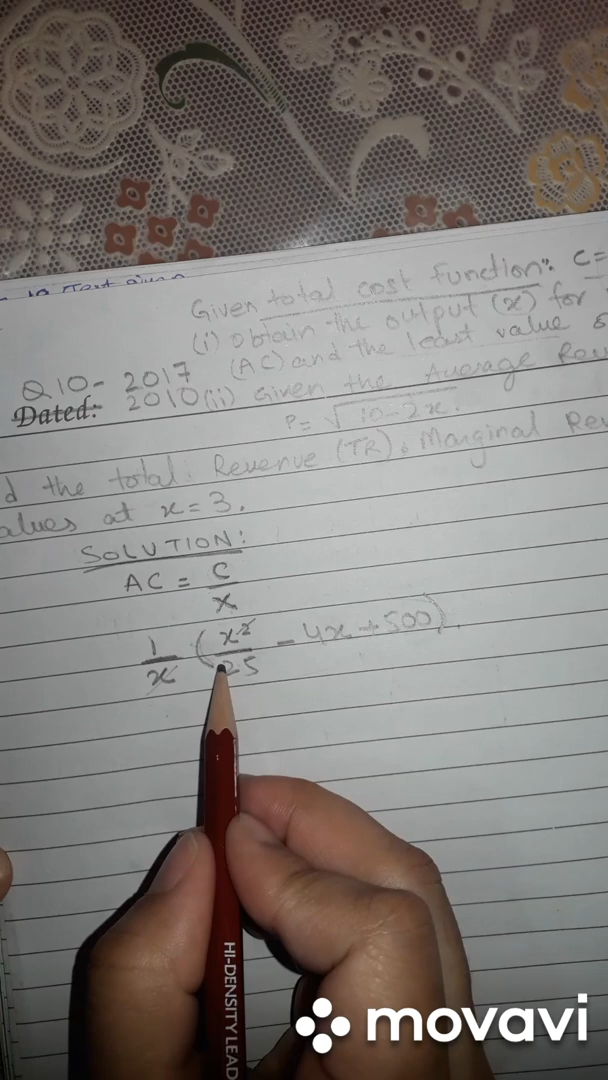 Given total cost function: C=
(i) obtain the output (x) for
Q10- 2017 (AC) and the least value
Dated: 2010 (ii) Given the Average Rev
P= √10-2x.
d the total Revenue (TR), Marginal Rev
alues at x=3.
SOLUTION:
AC = C/X
1/x (x²/25 - 4x + 500)
HI-DENSITY LEAD
movavi